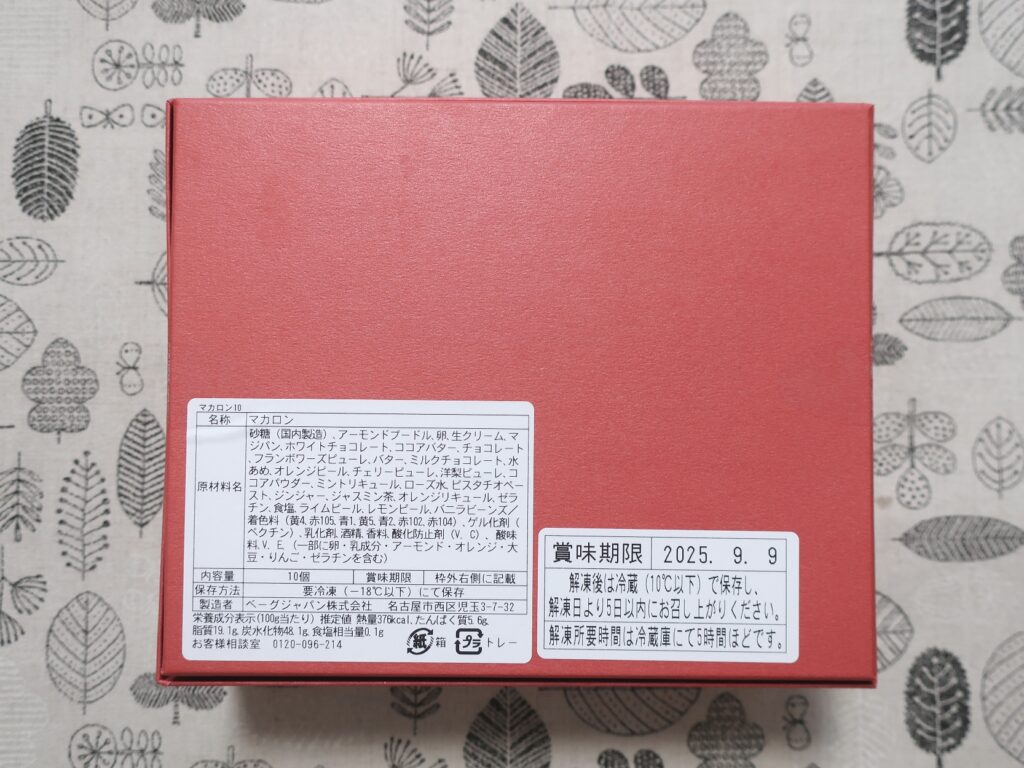 マカロン10
名称 マカロン
原材料名
砂糖（国内製造）、アーモンドプードル、卵、生クリーム、マ
ジパン、ホワイトチョコレート、ココアバター、チョコレート
、フランボワーズピューレ、バター、ミルクチョコレート、水
あめ、オレンジピール、チェリーピューレ、洋梨ピューレ、コ
コアパウダー、ミントリキュール、ローズ水、ピスタチオペー
スト、ジンジャー、ジャスミン茶、オレンジリキュール、ゼラ
チン、食塩、ライムピール、レモンピール、バニラビーンズ／
着色料（黄4、赤105、青1、黄5、青2、赤102、赤104）、ゲル化剤（
ペクチン）、乳化剤、酒精、香料、酸化防止剤（V．C）、酸味
料、V．E、（一部に卵・乳成分・アーモンド・オレンジ・大
豆・りんご・ゼラチンを含む）
内容量 10個 賞味期限 枠外右側に記載
保存方法 要冷凍（－18℃以下）にて保存
製造者 ベーグジャパン株式会社 名古屋市西区児玉3-7-32
栄養成分表示(100g当たり) 推定値 熱量376kcal、たんぱく質5.6g、
脂質19.1g、炭水化物48.1g、食塩相当量0.1g
お客様相談室 0120-096-214
紙 箱 プラ トレー
賞味期限 2025. 9. 9
解凍後は冷蔵（10℃以下）で保存し、
解凍日より5日以内にお召し上がりください。
解凍所要時間は冷蔵庫にて5時間ほどです。